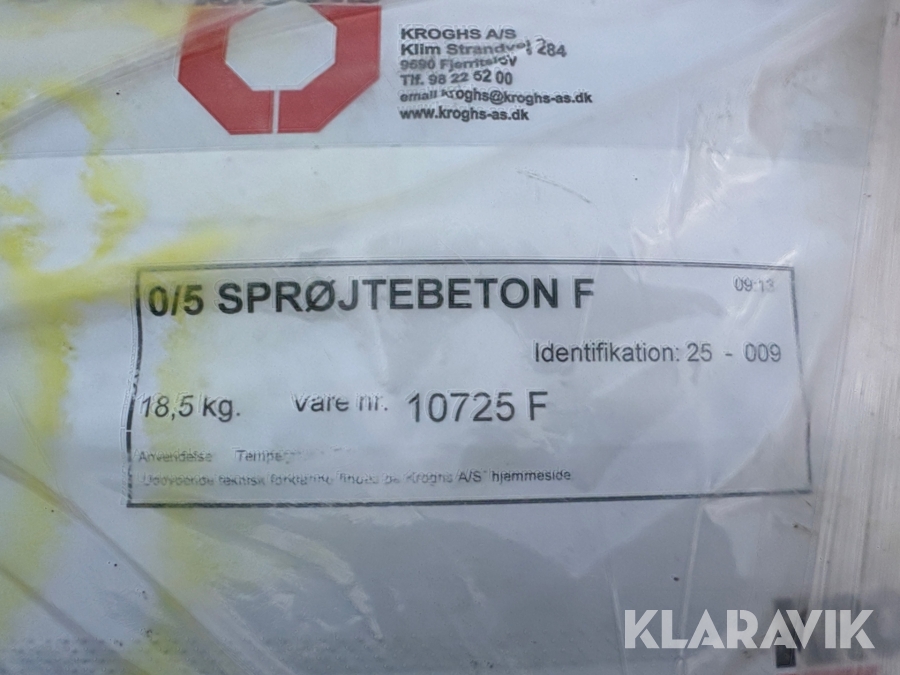 KROGHS A/S
Klim Strandvej 284
9690 Fjerritslev
Tlf. 98 22 62 00
email kroghs@kroghs-as.dk
www.kroghs-as.dk
0/5 SPRØJTEBETON F
09:13
Identifikation: 25 - 009
18,5 kg. Vare nr. 10725 F
Anvendelse
teknisk på Kroghs A/S' hjemmeside
KLARAVIK